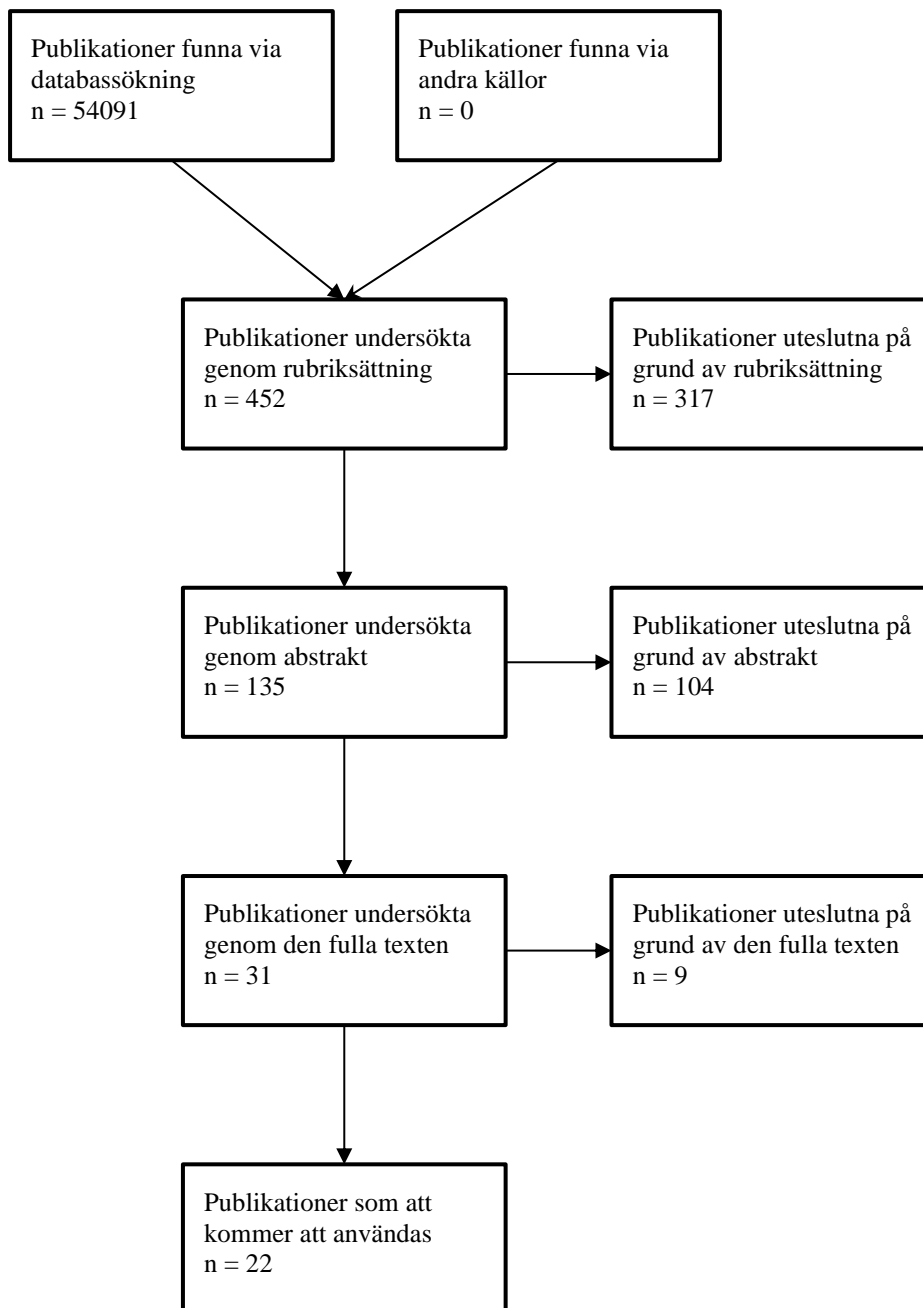 Publikationer funna via
databassökning
n = 54091
Publikationer funna via
andra källor
n = 0
Publikationer undersökta
genom rubriksättning
n = 452
Publikationer uteslutna på
grund av rubriksättning
n = 317
Publikationer undersökta
genom abstrakt
n = 135
Publikationer uteslutna på
grund av abstrakt
n = 104
Publikationer undersökta
genom den fulla texten
n = 31
Publikationer uteslutna på
grund av den fulla texten
n = 9
Publikationer som att
kommer att användas
n = 22